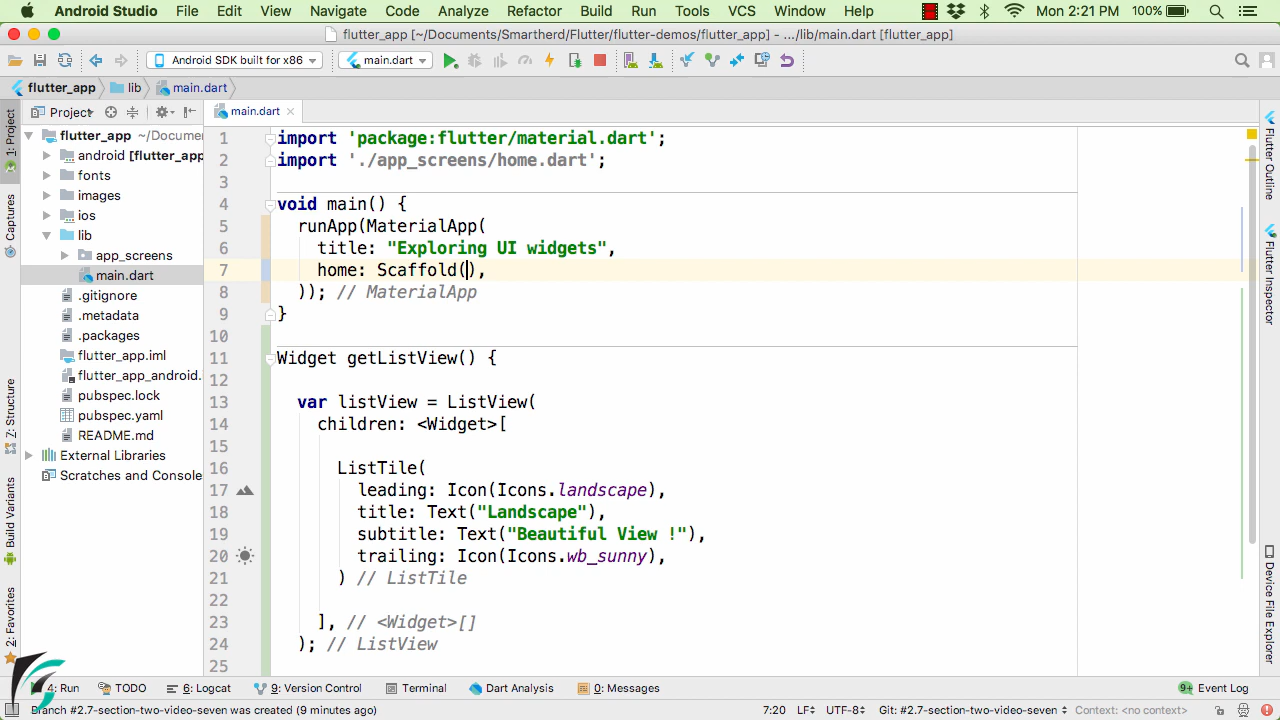 Android Studio File Edit View Navigate Code Analyze Refactor Build Run Tools VCS Window Help Mon 2:21 PM 100%
flutter_app [~/Documents/Smartherd/Flutter/flutter-demos/flutter_app] - .../lib/main.dart [flutter_app]
Android SDK built for x86 main.dart
flutter_app lib main.dart
Project main.dart
1: Project
Captures
7: Structure
Build Variants
2: Favorites
flutter_app ~/Documen
android [flutter_app
fonts
images
ios
lib
app_screens
main.dart
.gitignore
.metadata
.packages
flutter_app.iml
flutter_app_android.
pubspec.lock
pubspec.yaml
README.md
External Libraries
Scratches and Console
1 import 'package:flutter/material.dart';
2 import './app_screens/home.dart';
3
4 void main() {
5 runApp(MaterialApp(
6 title: "Exploring UI widgets",
7 home: Scaffold(),
8 )); // MaterialApp
9 }
10
11 Widget getListView() {
12
13 var listView = ListView(
14 children: <Widget>[
15
16 ListTile(
17 leading: Icon(Icons.landscape),
18 title: Text("Landscape"),
19 subtitle: Text("Beautiful View !"),
20 trailing: Icon(Icons.wb_sunny),
21 ) // ListTile
22
23 ], // <Widget>[]
24 ); // ListView
25
Flutter Outline
Flutter Inspector
Device File Explorer
4: Run TODO 6: Logcat 9: Version Control Terminal Dart Analysis 0: Messages 9+ Event Log
Branch #2.7-section-two-video-seven was created (9 minutes ago) 7:20 LF UTF-8 Git: #2.7-section-two-video-seven Context: <no context>